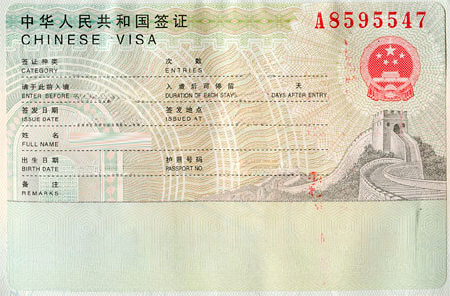 中华人民共和国签证 A8595547
CHINESE VISA
签证种类 次数
CATEGORY ENTRIES
请于此前入境 入境后可停留 天
ENTER BEFORE DURATION OF EACH STAY DAYS AFTER ENTRY
签发日期 签发地点
ISSUE DATE ISSUED AT
姓名
FULL NAME
出生日期 护照号码
BIRTH DATE PASSPORT NO.
备注
REMARKS